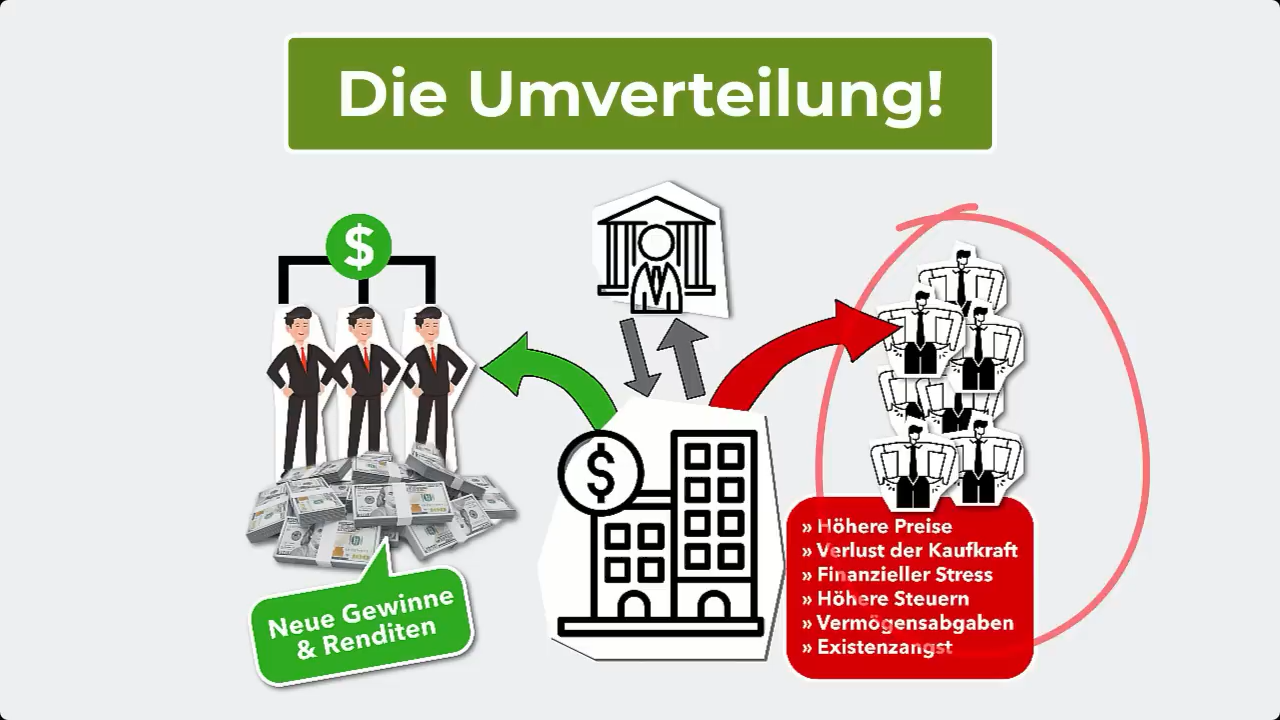 Die Umverteilung!
$
$
Neue Gewinne
& Renditen
» Höhere Preise
» Verlust der Kaufkraft
» Finanzieller Stress
» Höhere Steuern
» Vermögensabgaben
» Existenzangst